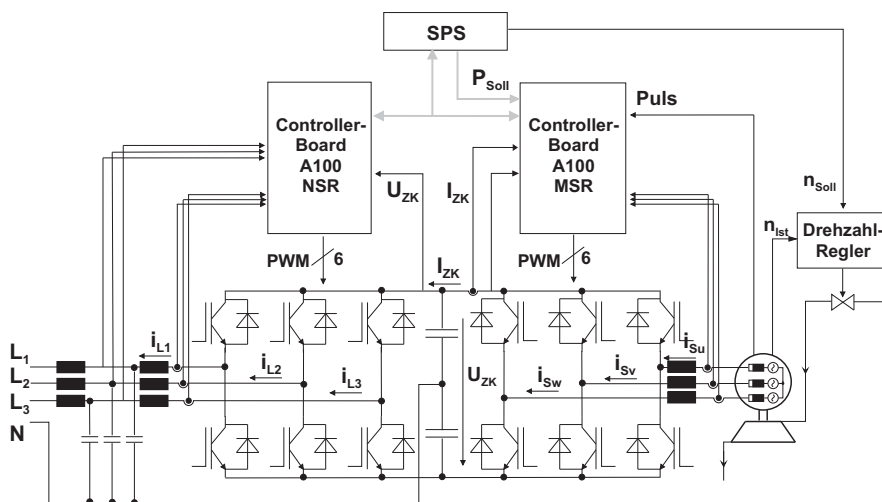 SPS
P_Soll
Controller-
Board
A100
NSR
Controller-
Board
A100
MSR
Puls
U_ZK
I_ZK
n_Soll
n_Ist
Drehzahl-
Regler
PWM
6
I_ZK
PWM
6
L_1
L_2
L_3
N
i_L1
i_L2
i_L3
U_ZK
i_Sw
i_Sv
i_Su